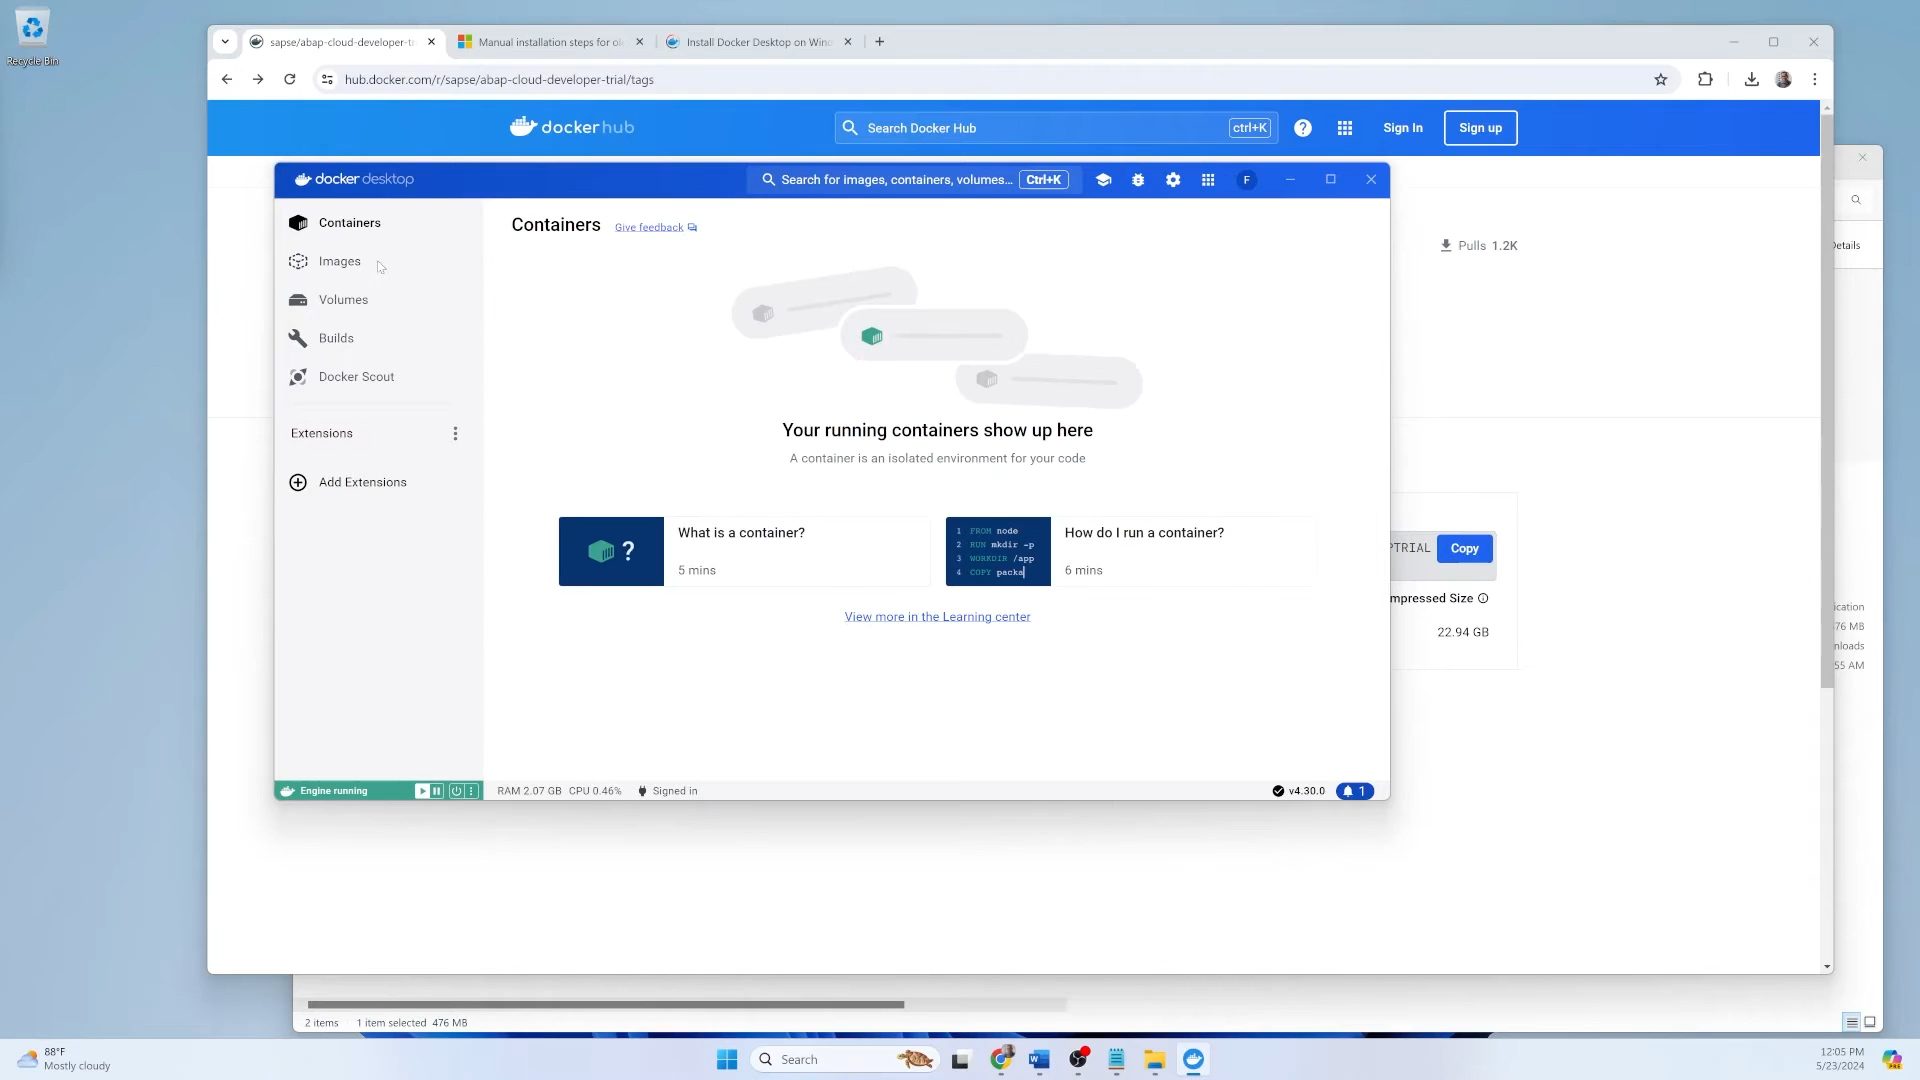 Recycle Bin
sapse/abap-cloud-developer-tr
Manual installation steps for ol
Install Docker Desktop on Wind
hub.docker.com/r/sapse/abap-cloud-developer-trial/tags
dockerhub
Search Docker Hub
ctrl+K
Sign In
Sign up
docker desktop
Search for images, containers, volumes...
Ctrl+K
F
Containers
Images
Volumes
Builds
Docker Scout
Extensions
Add Extensions
Containers
Give feedback
Your running containers show up here
A container is an isolated environment for your code
?
What is a container?
5 mins
1 FROM node
2 RUN mkdir -p
3 WORKDIR /app
4 COPY packa
How do I run a container?
6 mins
View more in the Learning center
Engine running
RAM 2.07 GB CPU 0.46%
Signed in
v4.30.0
1
Pulls 1.2K
PTRIAL
Copy
mpressed Size
22.94 GB
etails
ication
76 MB
nloads
55 AM
2 items
1 item selected 476 MB
88°F
Mostly cloudy
Search
12:05 PM
5/23/2024
PRE